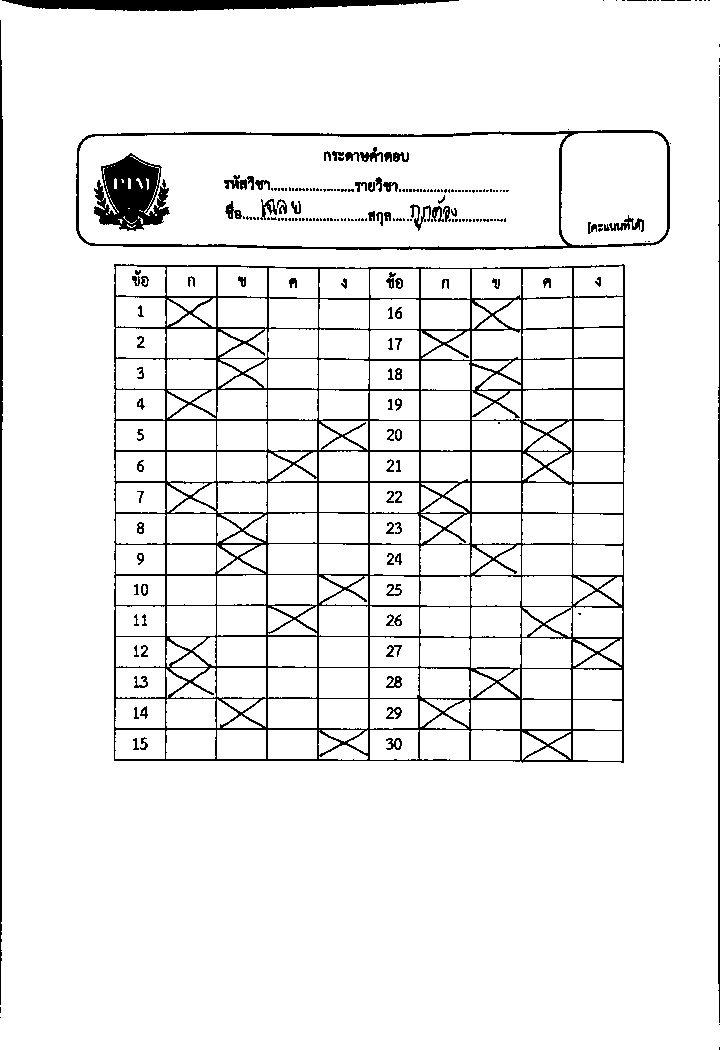 กระดาษคำตอบ
PIM
รหัสวิชา........................รายวิชา................................
ชื่อ....เฉลย....สกุล....ถูกต้อง....
[คะแนนที่ได้]
ข้อ ก ข ค ง ข้อ ก ข ค ง
1 X 16 X
2 X 17 X
3 X 18 X
4 X 19 X
5 X 20 X
6 X 21 X
7 X 22 X
8 X 23 X
9 X 24 X
10 X 25 X
11 X 26 X
12 X 27 X
13 X 28 X
14 X 29 X
15 X 30 X